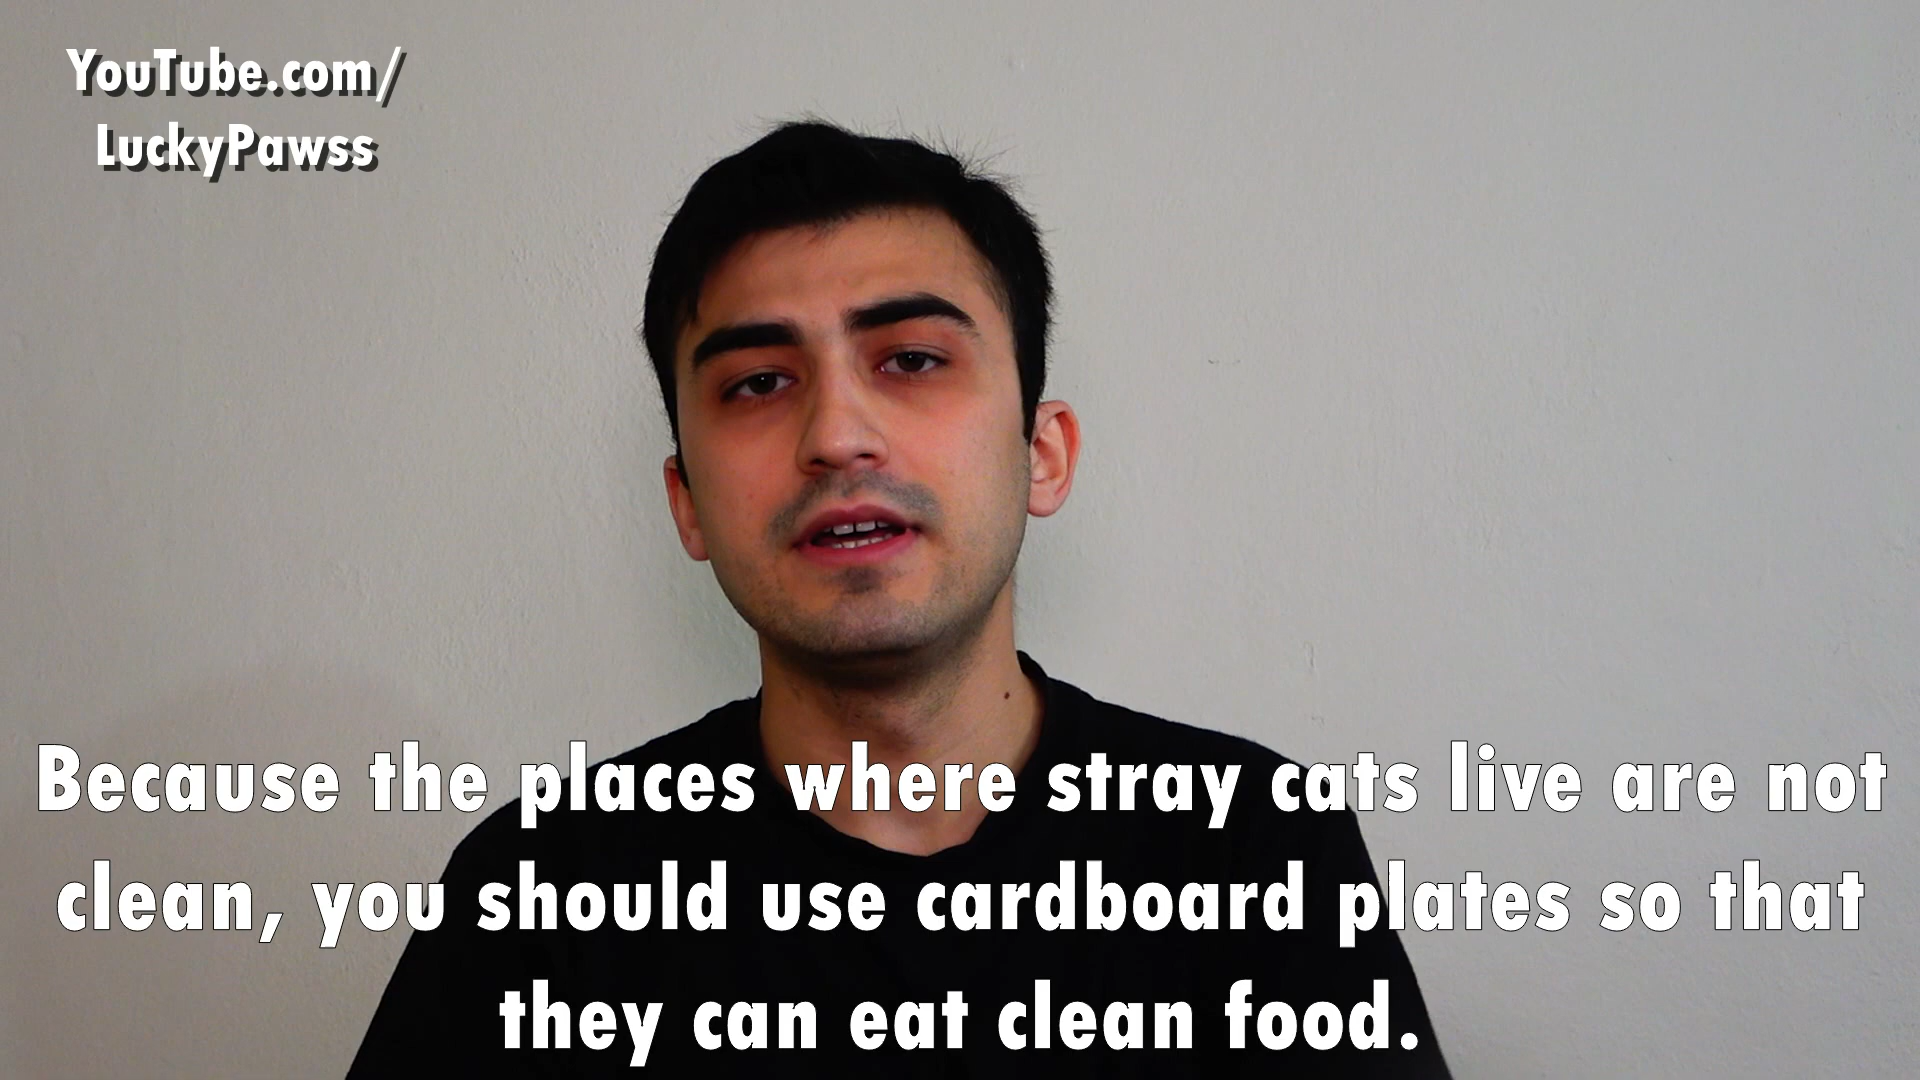 YouTube.com/
LuckyPawss
Because the places where stray cats live are not
clean, you should use cardboard plates so that
they can eat clean food.